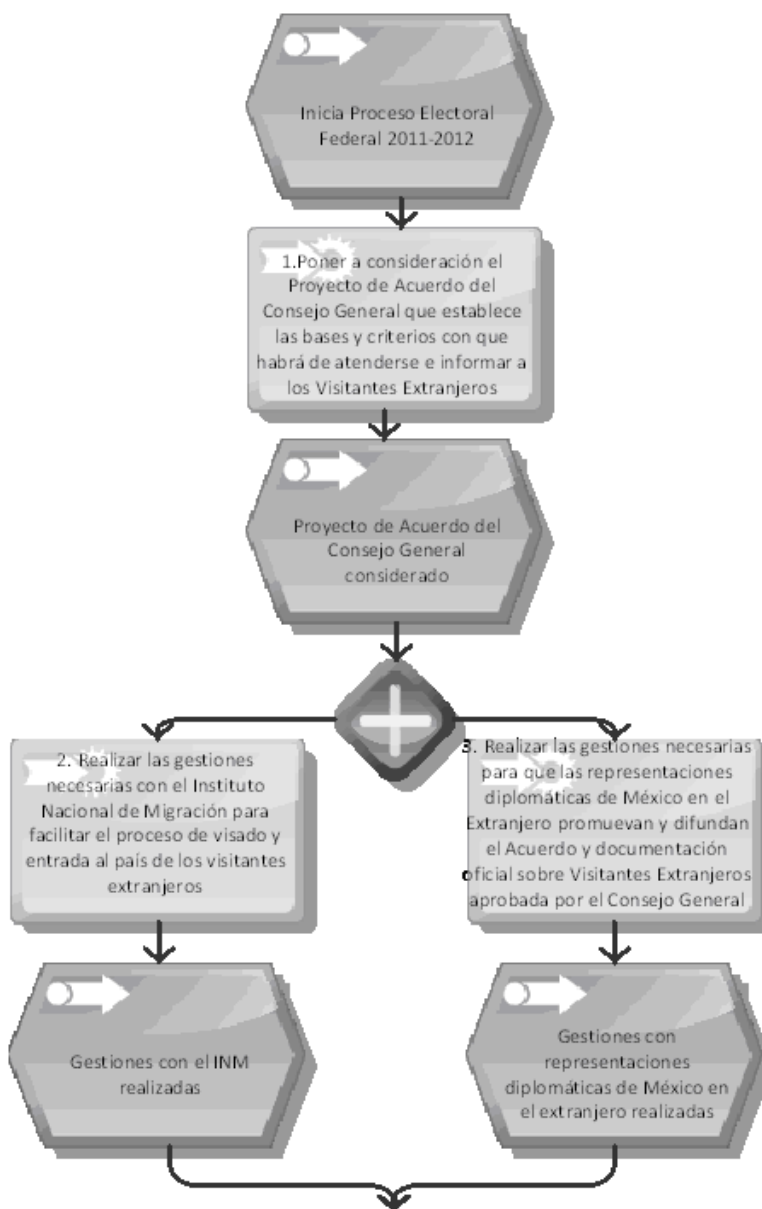 Inicia Proceso Electoral
Federal 2011-2012
1.Poner a consideración el
Proyecto de Acuerdo del
Consejo General que establece
las bases y criterios con que
habrá de atenderse e informar a
los Visitantes Extranjeros
Proyecto de Acuerdo del
Consejo General
considerado
2. Realizar las gestiones
necesarias con el Instituto
Nacional de Migración para
facilitar el proceso de visado y
entrada al país de los visitantes
extranjeros
3. Realizar las gestiones necesarias
para que las representaciones
diplomáticas de México en el
Extranjero promuevan y difundan
el Acuerdo y documentación
oficial sobre Visitantes Extranjeros
aprobada por el Consejo General
Gestiones con el INM
realizadas
Gestiones con
representaciones
diplomáticas de México en
el extranjero realizadas